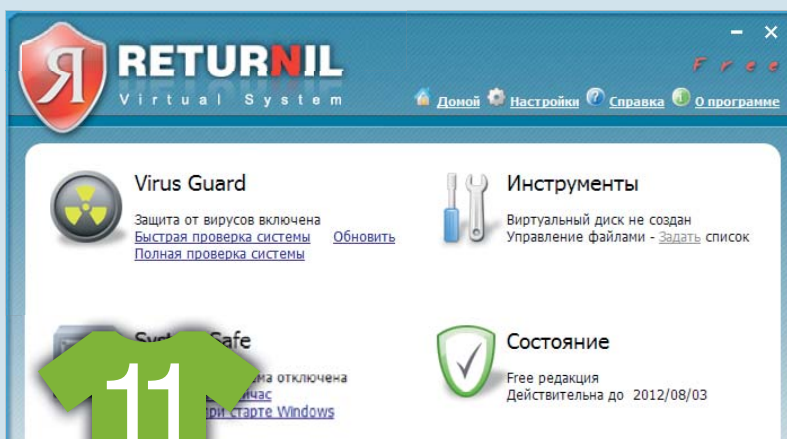 Я RETURNIL
Virtual System
Free
Домой Настройки Справка О программе
Virus Guard
Защита от вирусов включена
Быстрая проверка системы Обновить
Полная проверка системы
Инструменты
Виртуальный диск не создан
Управление файлами - Задать список
Safe
отключена
при старте Windows
11
Состояние
Free редакция
Действительна до 2012/08/03